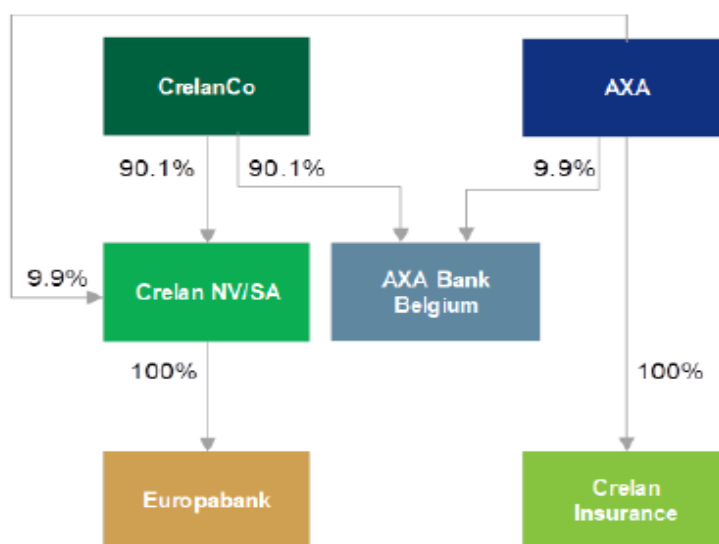 CrelanCo
AXA
90.1%
90.1%
9.9%
9.9%
Crelan NV/SA
AXA Bank
Belgium
100%
100%
Europabank
Crelan
Insurance